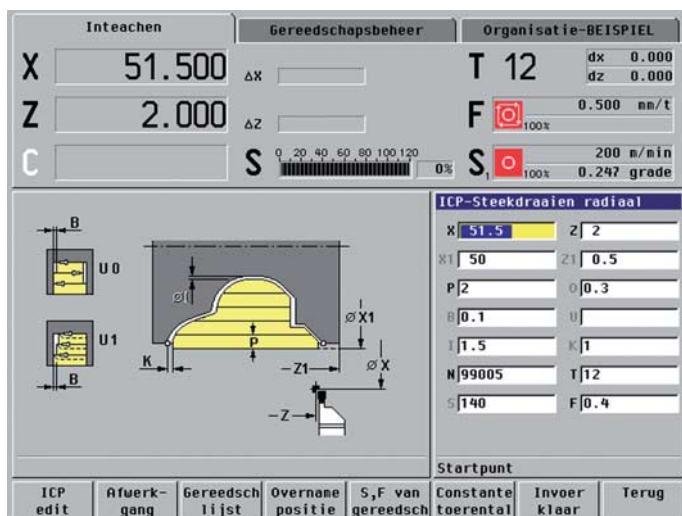 Inteachen Gereedschapsbeheer Organisatie-BEISPIEL
X 51.500 ΔX T 12 dx 0.000
dz 0.000
Z 2.000 ΔZ F 100% 0.500 mm/t
C S 0 20 40 60 80 100 120 0% S1 100% 200 m/min
0.247 grade
ICP-Steekdraaien radiaal
B
U0
U1
B
øI
P
K
ø X1
-Z1
ø X
-Z
X 51.5 Z 2
X1 50 Z1 0.5
P 2 O 0.3
B 0.1 U
I 1.5 K 1
N 99005 T 12
S 140 F 0.4
Startpunt
ICP edit Afwerk- gang Gereedsch lijst Overname positie S,F van gereedsch Constante toerental Invoer klaar Terug